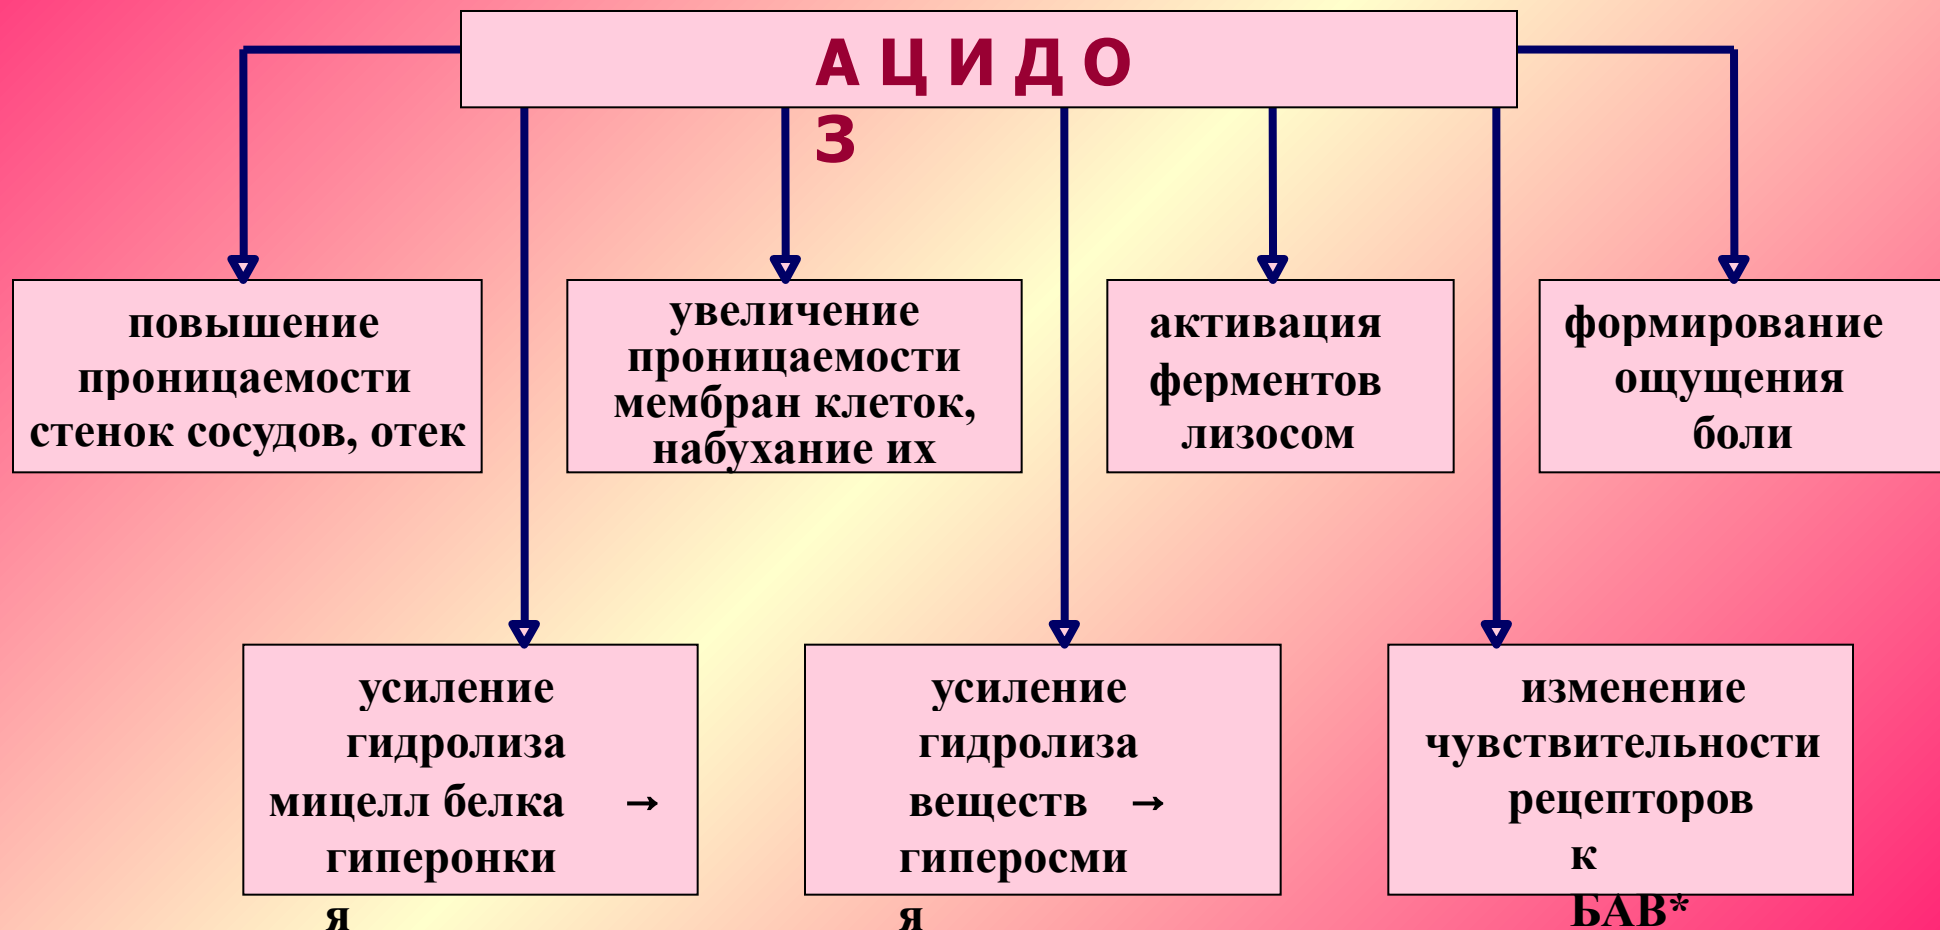 А Ц И Д О
З
повышение
проницаемости
стенок сосудов, отек
увеличение
проницаемости
мембран клеток,
набухание их
активация
ферментов
лизосом
формирование
ощущения
боли
усиление
гидролиза
мицелл белка →
гиперонки
я
усиление
гидролиза
веществ →
гиперосми
я
изменение
чувствительности
рецепторов
к
БАВ*